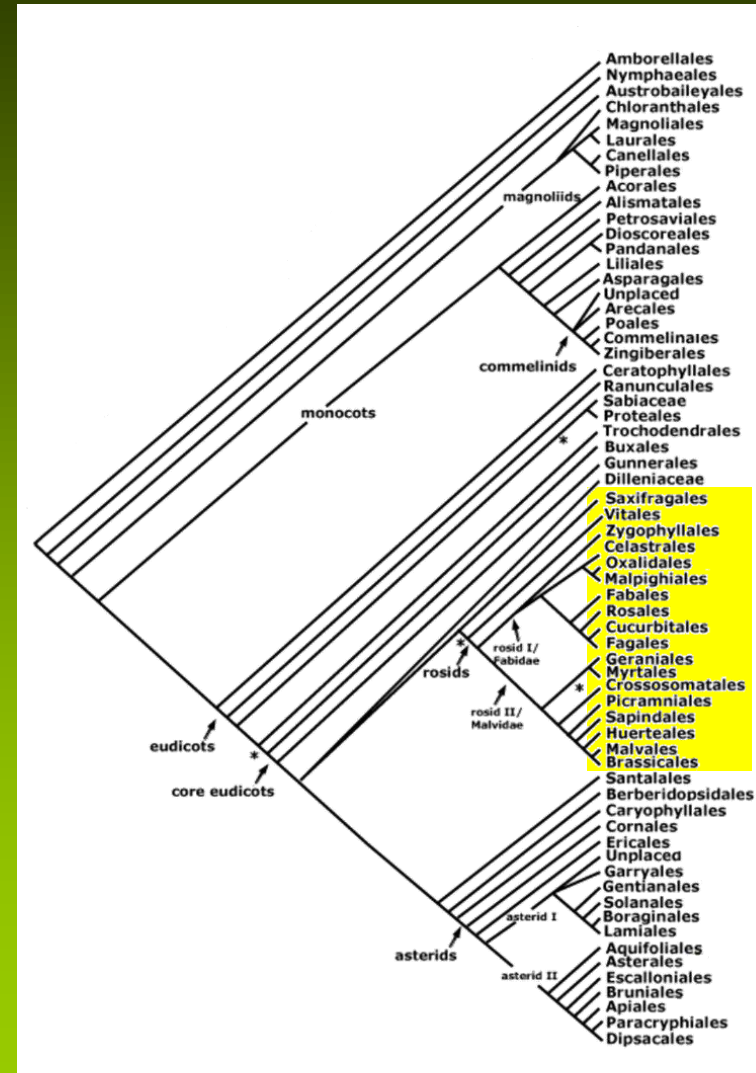 Amborellales
Nymphaeales
Austrobaileyales
Chloranthales
Magnoliales
Laurales
Canellales
Piperales
magnoliids
Acorales
Alismatales
Petrosaviales
Dioscoreales
Pandanales
Liliales
Asparagales
Unplaced
Arecales
Poales
Commelinales
Zingiberales
commelinids
Ceratophyllales
Ranunculales
Sabiaceae
Proteales
monocots
Trochodendrales
*
Buxales
Gunnerales
Dilleniaceae
Saxifragales
Vitales
Zygophyllales
Celastrales
Oxalidales
Malpighiales
Fabales
Rosales
Cucurbitales
Fagales
*
rosid I/
Fabidae
rosids
Geraniales
Myrtales
*
Crossosomatales
Picramniales
rosid II/
Malvidae
Sapindales
Huerteales
Malvales
Brassicales
eudicots
*
core eudicots
Santalales
Berberidopsidales
Caryophyllales
Cornales
Ericales
Unplaced
Garryales
Gentianales
Solanales
Boraginales
Lamiales
asterid I
asterids
Aquifoliales
Asterales
Escalloniales
Bruniales
Apiales
Paracryphiales
Dipsacales
asterid II